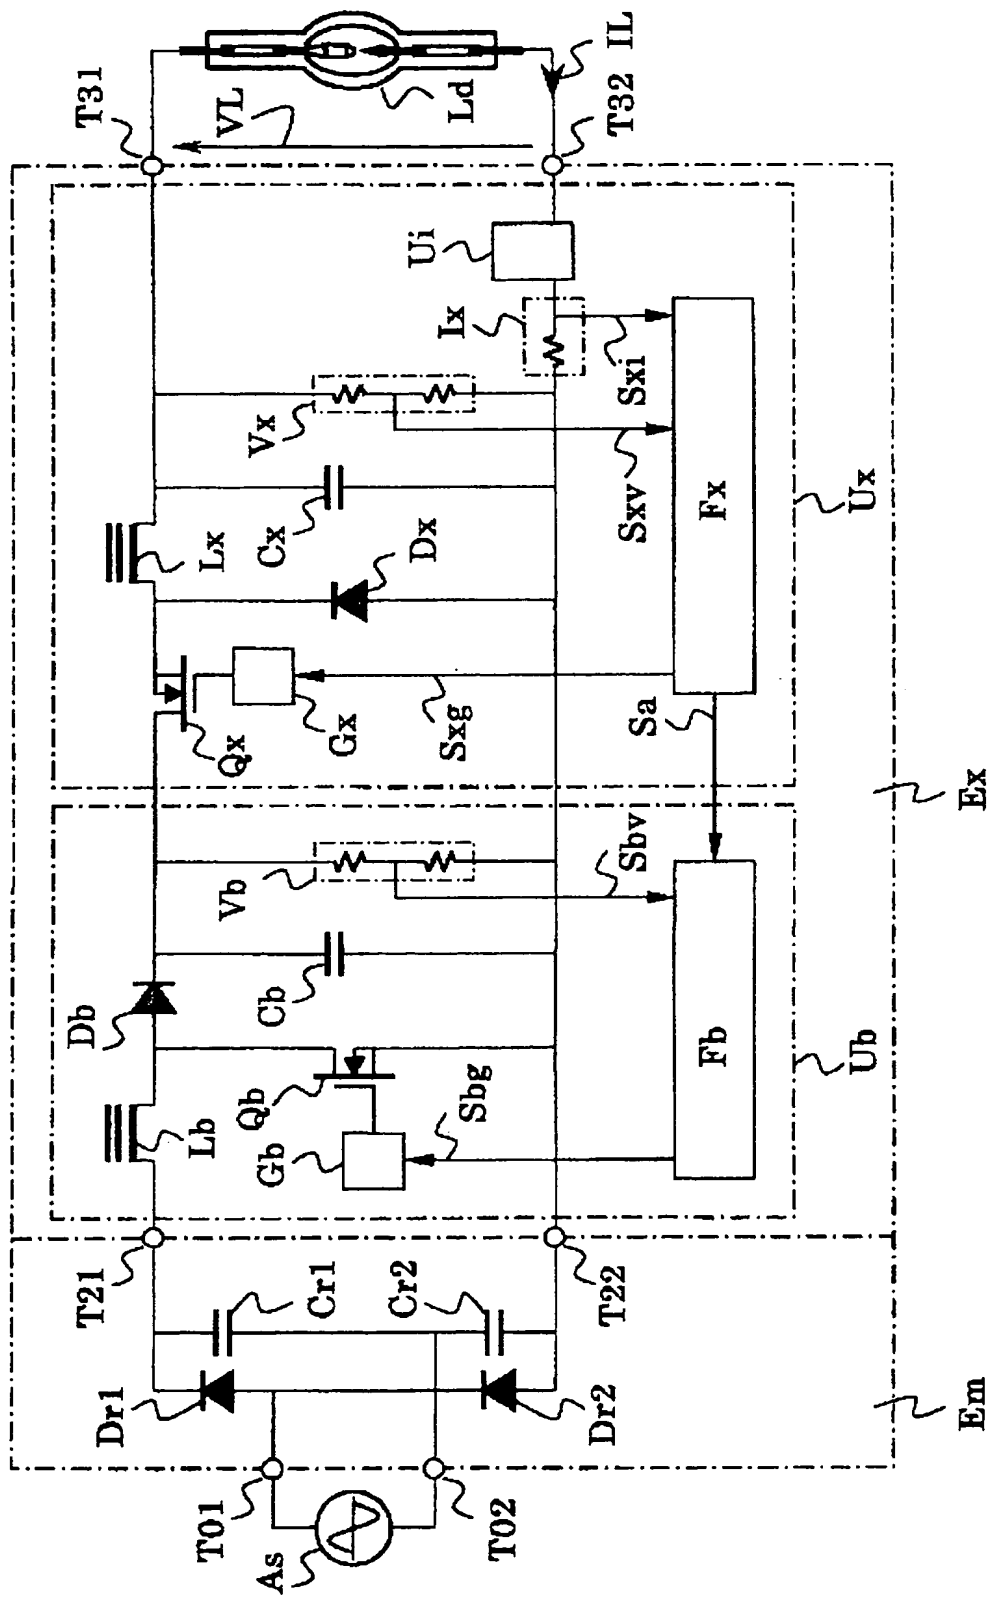 T31
VL
Ld
IL
T32
Ui
Ix
Sxi
Vx
Sxv
Fx
Ux
Cx
Lx
Dx
Qx
Gx
Sxg
Sa
Ex
Vb
Sbv
Db
Cb
Fb
Ub
Lb
Qb
Gb
Sbg
T21
T22
Cr1
Cr2
Dr1
Dr2
Em
T01
T02
As